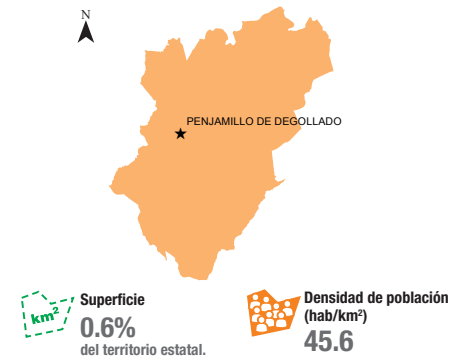 N
PENJAMILLO DE DEGOLLADO
km²
Superficie
0.6%
del territorio estatal.
Densidad de población
(hab/km²)
45.6